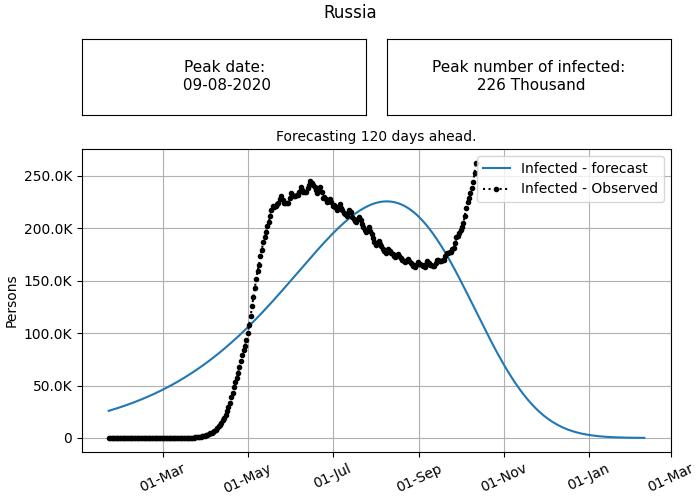 Russia
Peak date:
09-08-2020
Peak number of infected:
226 Thousand
Forecasting 120 days ahead.
Infected - forecast
Infected - Observed
Persons
250.0K
200.0K
150.0K
100.0K
50.0K
0
01-Mar
01-May
01-Jul
01-Sep
01-Nov
01-Jan
01-Mar